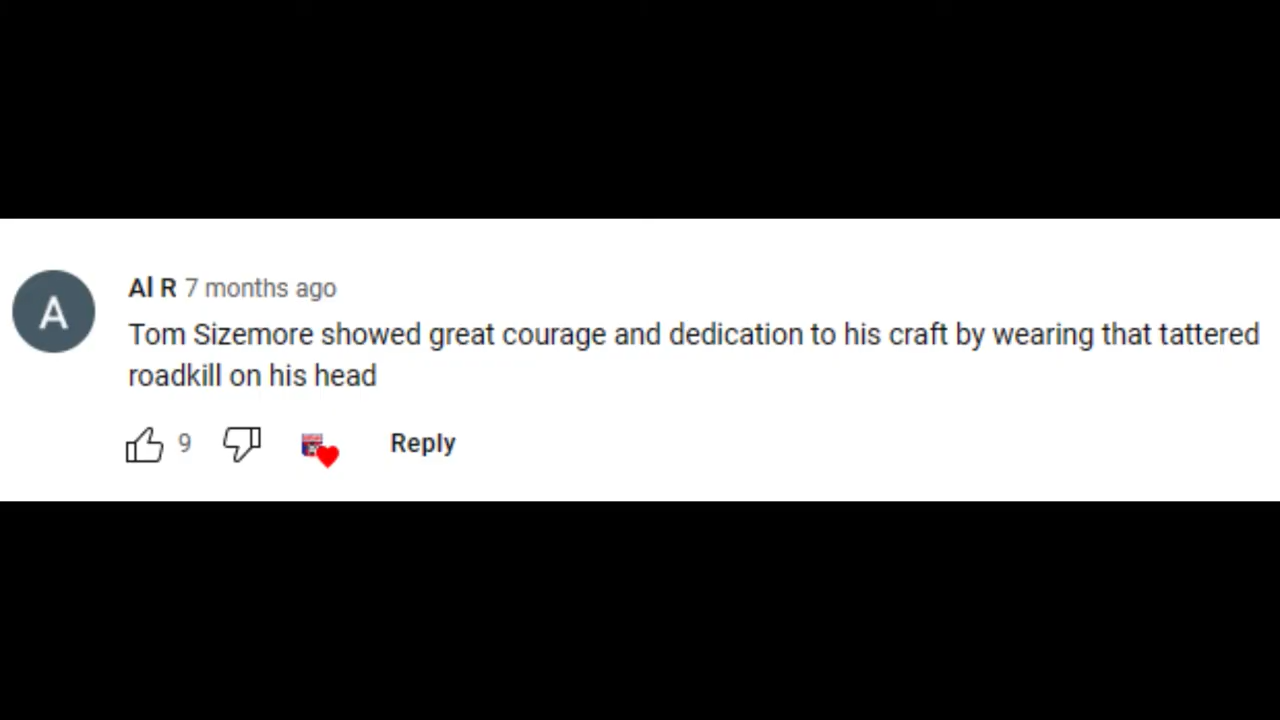 A
Al R 7 months ago
Tom Sizemore showed great courage and dedication to his craft by wearing that tattered
roadkill on his head
9 Reply